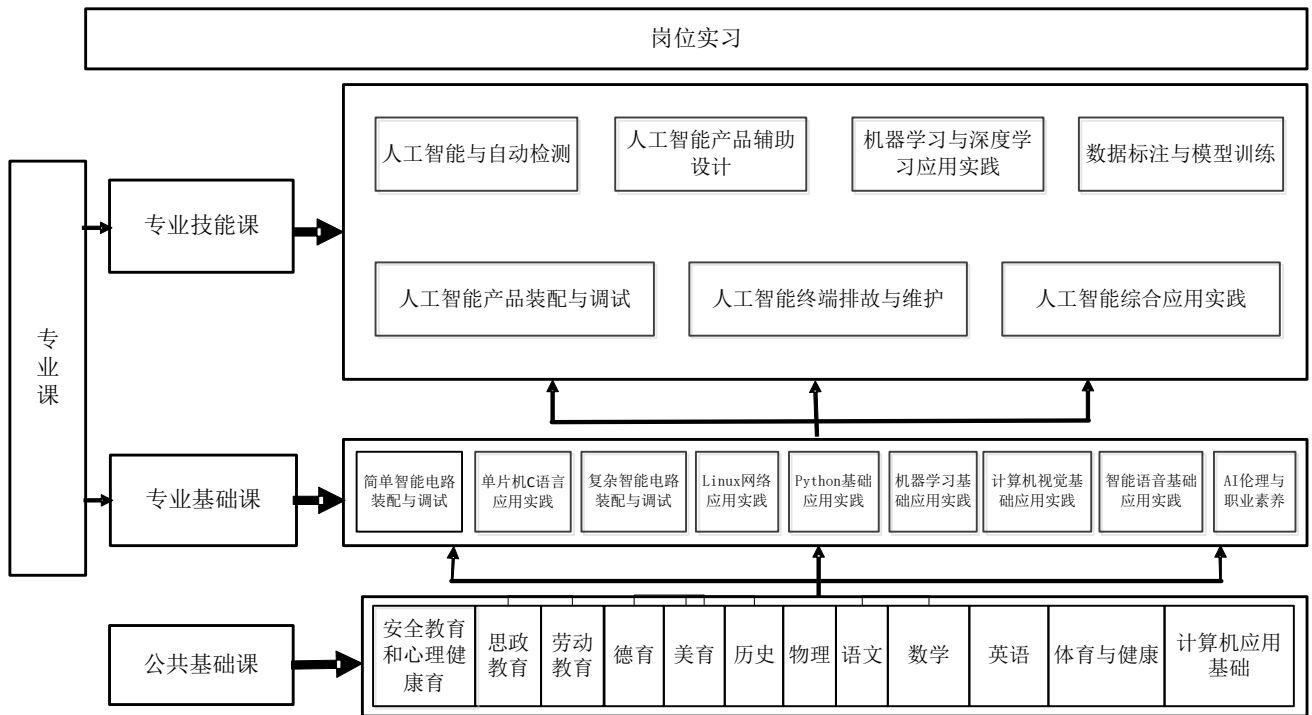 岗位实习
人工智能与自动检测
人工智能产品辅助
设计
机器学习与深度学
习应用实践
数据标注与模型训练
专业技能课
人工智能产品装配与调试
人工智能终端排故与维护
人工智能综合应用实践
专
业
课
专业基础课
简单智能电路
装配与调试
单片机C语言
应用实践
复杂智能电路
装配与调试
Linux网络
应用实践
Python基础
应用实践
机器学习基
础应用实践
计算机视觉
基础应用实践
智能语音基础
应用实践
AI伦理与
职业素养
公共基础课
安全教育
和心理健
康育
思政
教育
劳动
教育
德育
美育
历史
物理
语文
数学
英语
体育与健康
计算机应用
基础